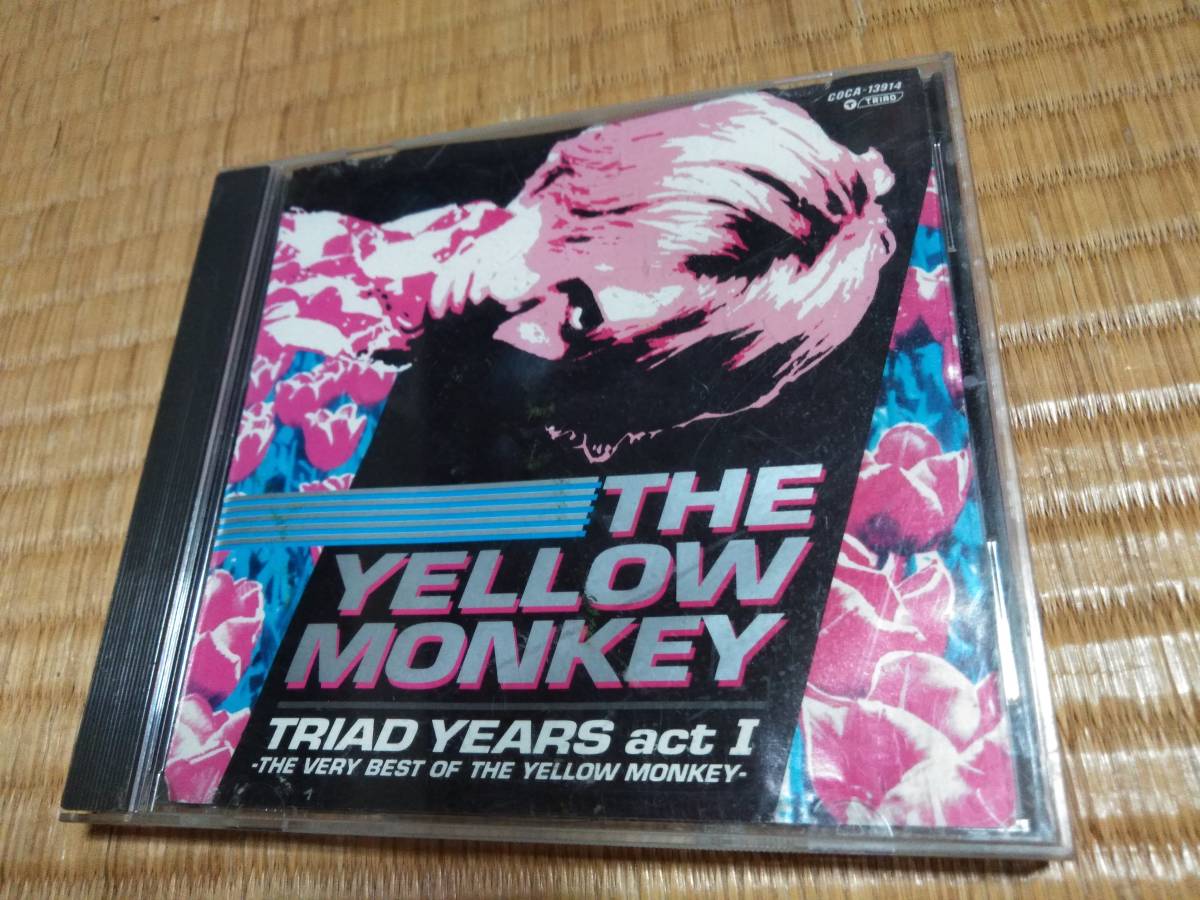 COCA-13914
TRIAD
THE
YELLOW
MONKEY
TRIAD YEARS act I
-THE VERY BEST OF THE YELLOW MONKEY-